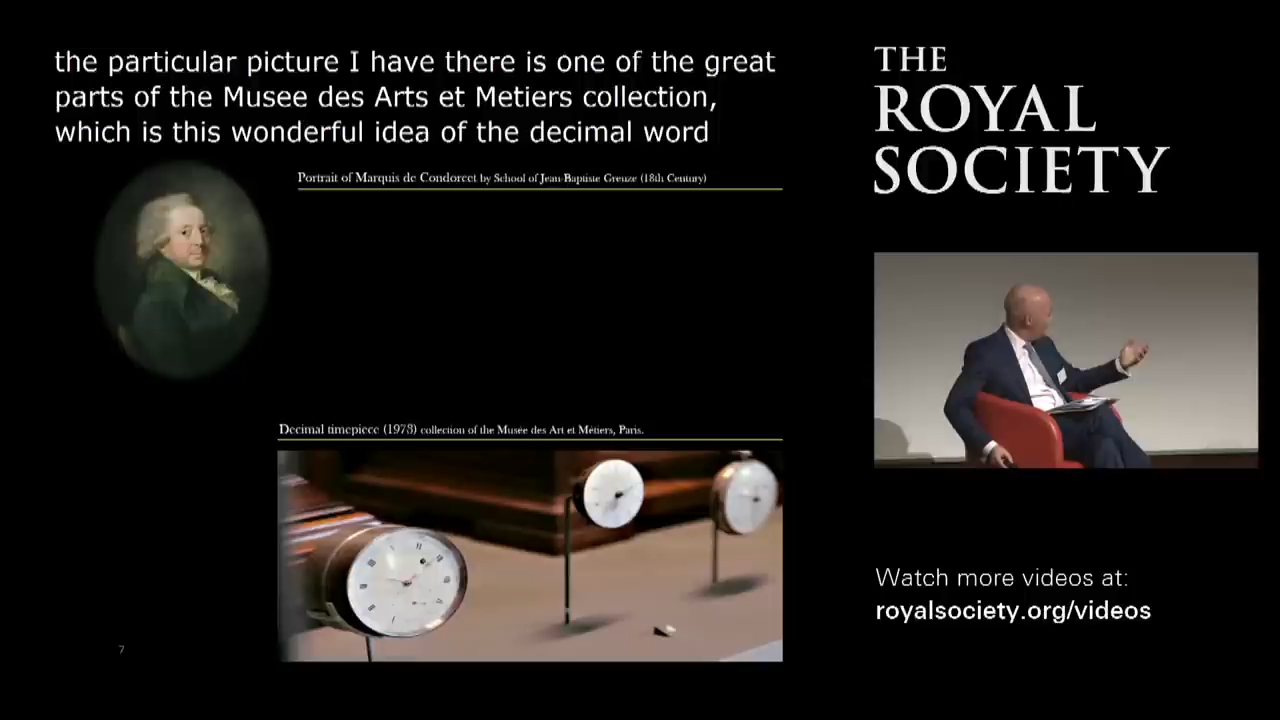 the particular picture I have there is one of the great
parts of the Musee des Arts et Metiers collection,
which is this wonderful idea of the decimal word
Portrait of Marquis de Condorcet by School of Jean-Baptiste Greuze (18th Century)
Decimal timepiece (1973) collection of the Musée des Art et Métiers, Paris.
7
THE
ROYAL
SOCIETY
Watch more videos at:
royalsociety.org/videos